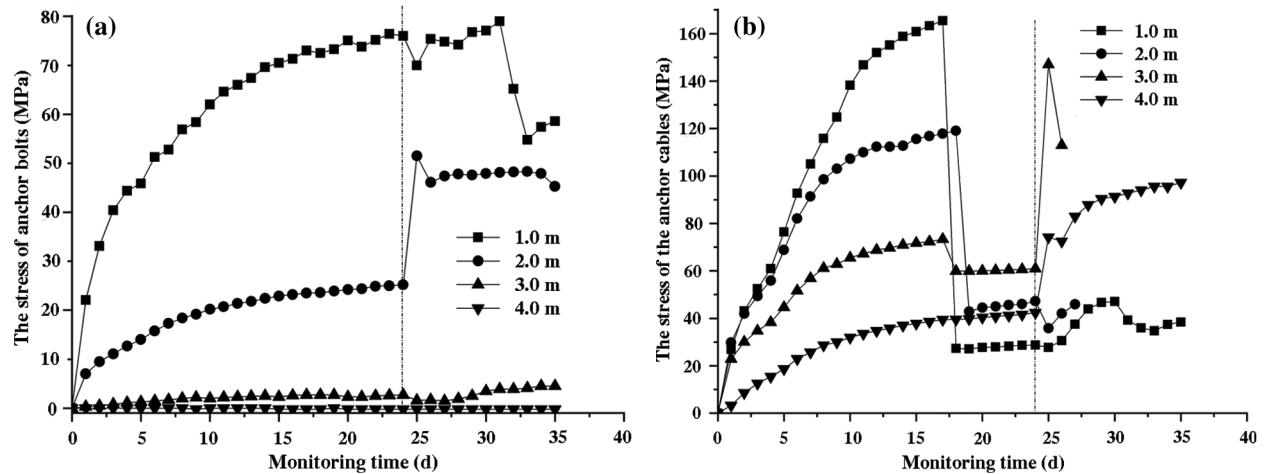 (a)
The stress of anchor bolts (MPa)
80
70
60
50
40
30
20
10
0
1.0 m
2.0 m
3.0 m
4.0 m
0 5 10 15 20 25 30 35 40
Monitoring time (d)
(b)
The stress of the anchor cables (MPa)
160
140
120
100
80
60
40
20
0
1.0 m
2.0 m
3.0 m
4.0 m
0 5 10 15 20 25 30 35 40
Monitoring time (d)